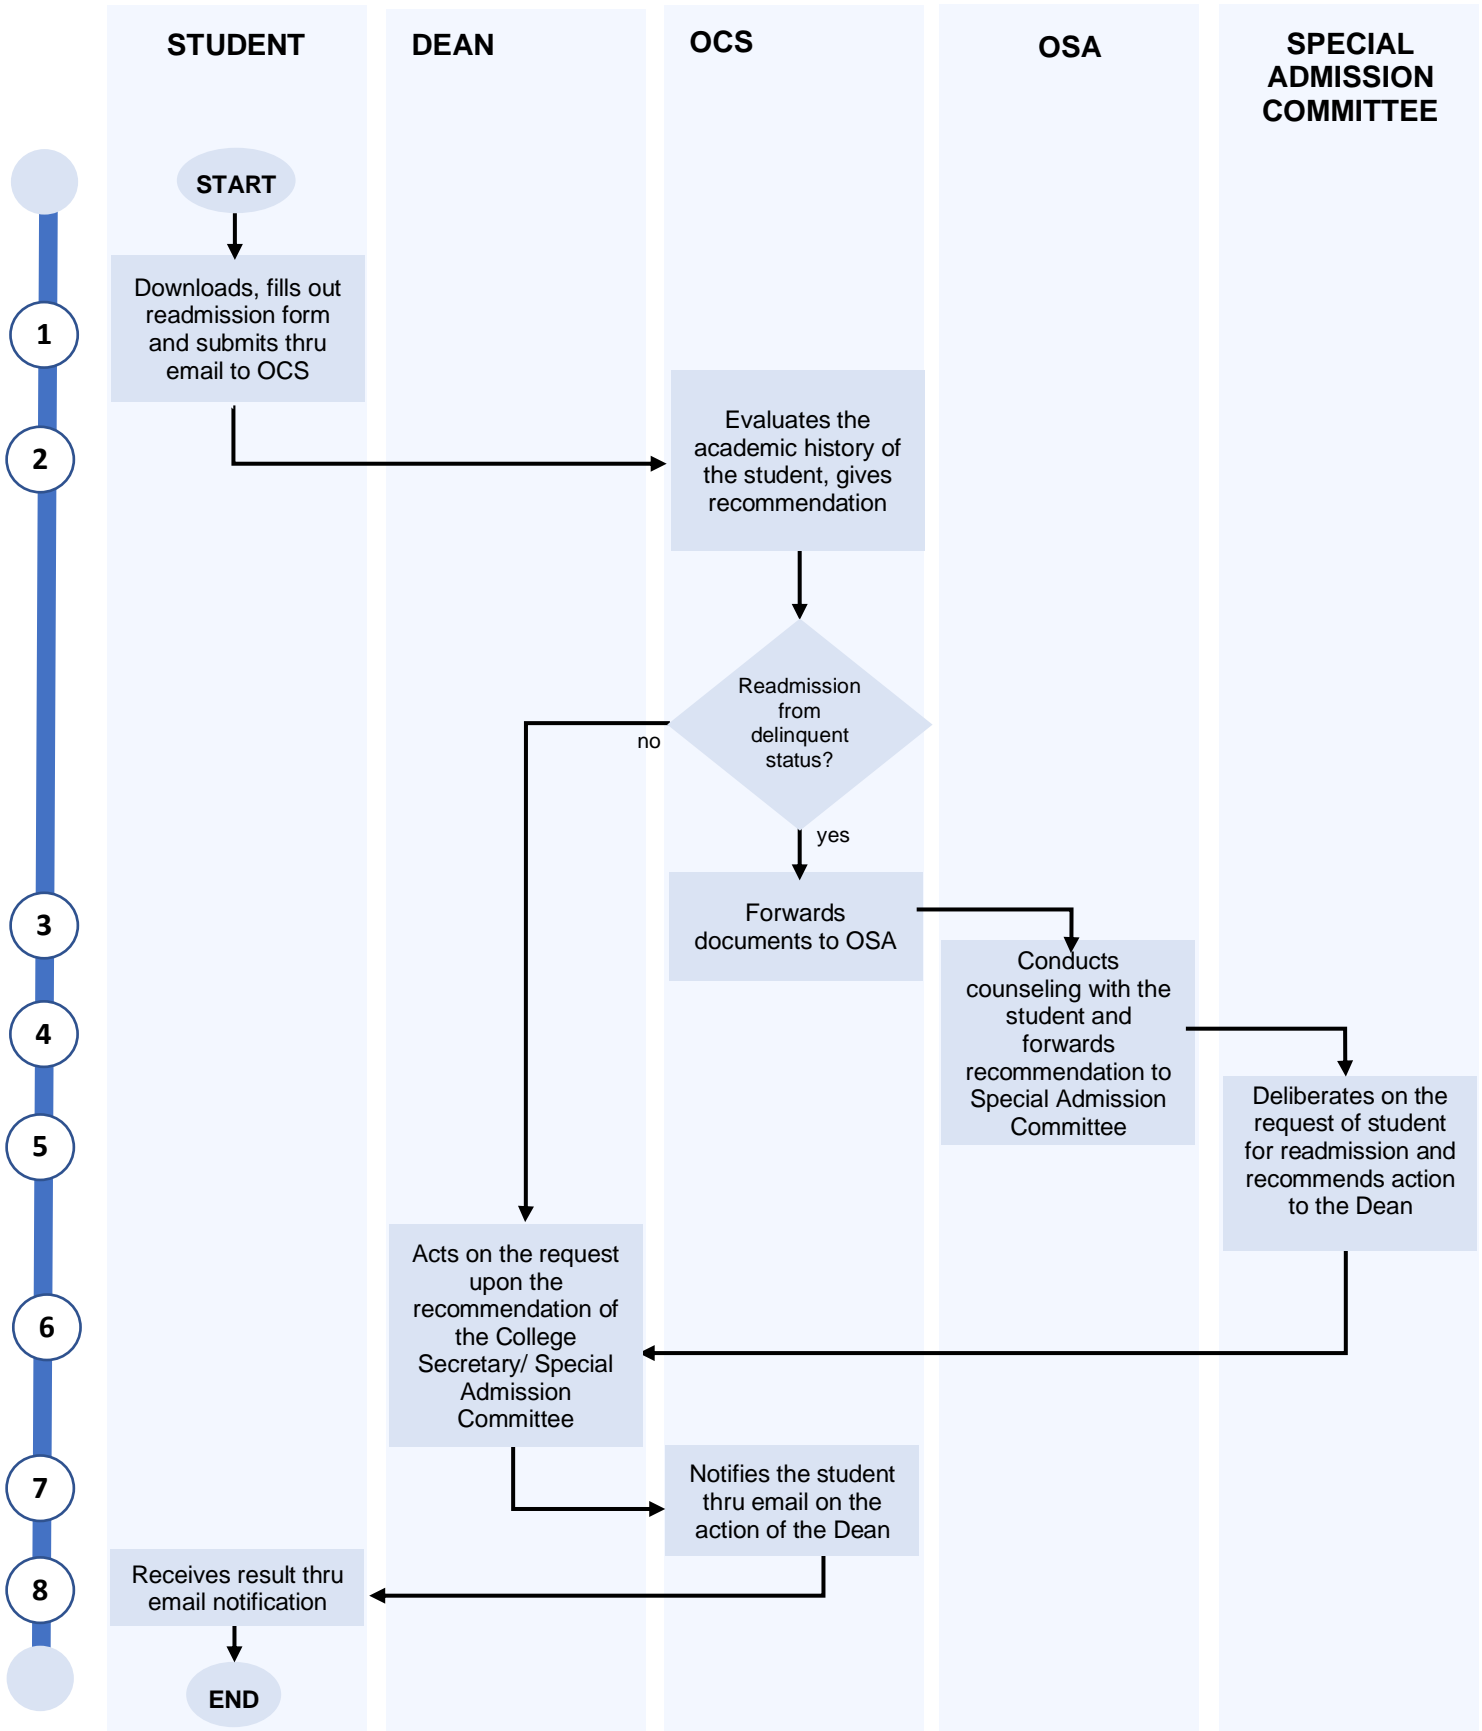 STUDENT
DEAN
OCS
OSA
SPECIAL
ADMISSION
COMMITTEE
START
1
Downloads, fills out
readmission form
and submits thru
email to OCS
2
Evaluates the
academic history of
the student, gives
recommendation
Readmission
from
delinquent
status?
no
yes
3
Forwards
documents to OSA
4
Conducts
counseling with the
student and
forwards
recommendation to
Special Admission
Committee
5
Deliberates on the
request of student
for readmission and
recommends action
to the Dean
6
Acts on the request
upon the
recommendation of
the College
Secretary/ Special
Admission
Committee
7
Notifies the student
thru email on the
action of the Dean
8
Receives result thru
email notification
END